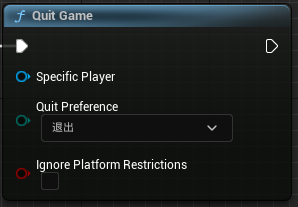 Quit Game
Specific Player
Quit Preference
退出
Ignore Platform Restrictions